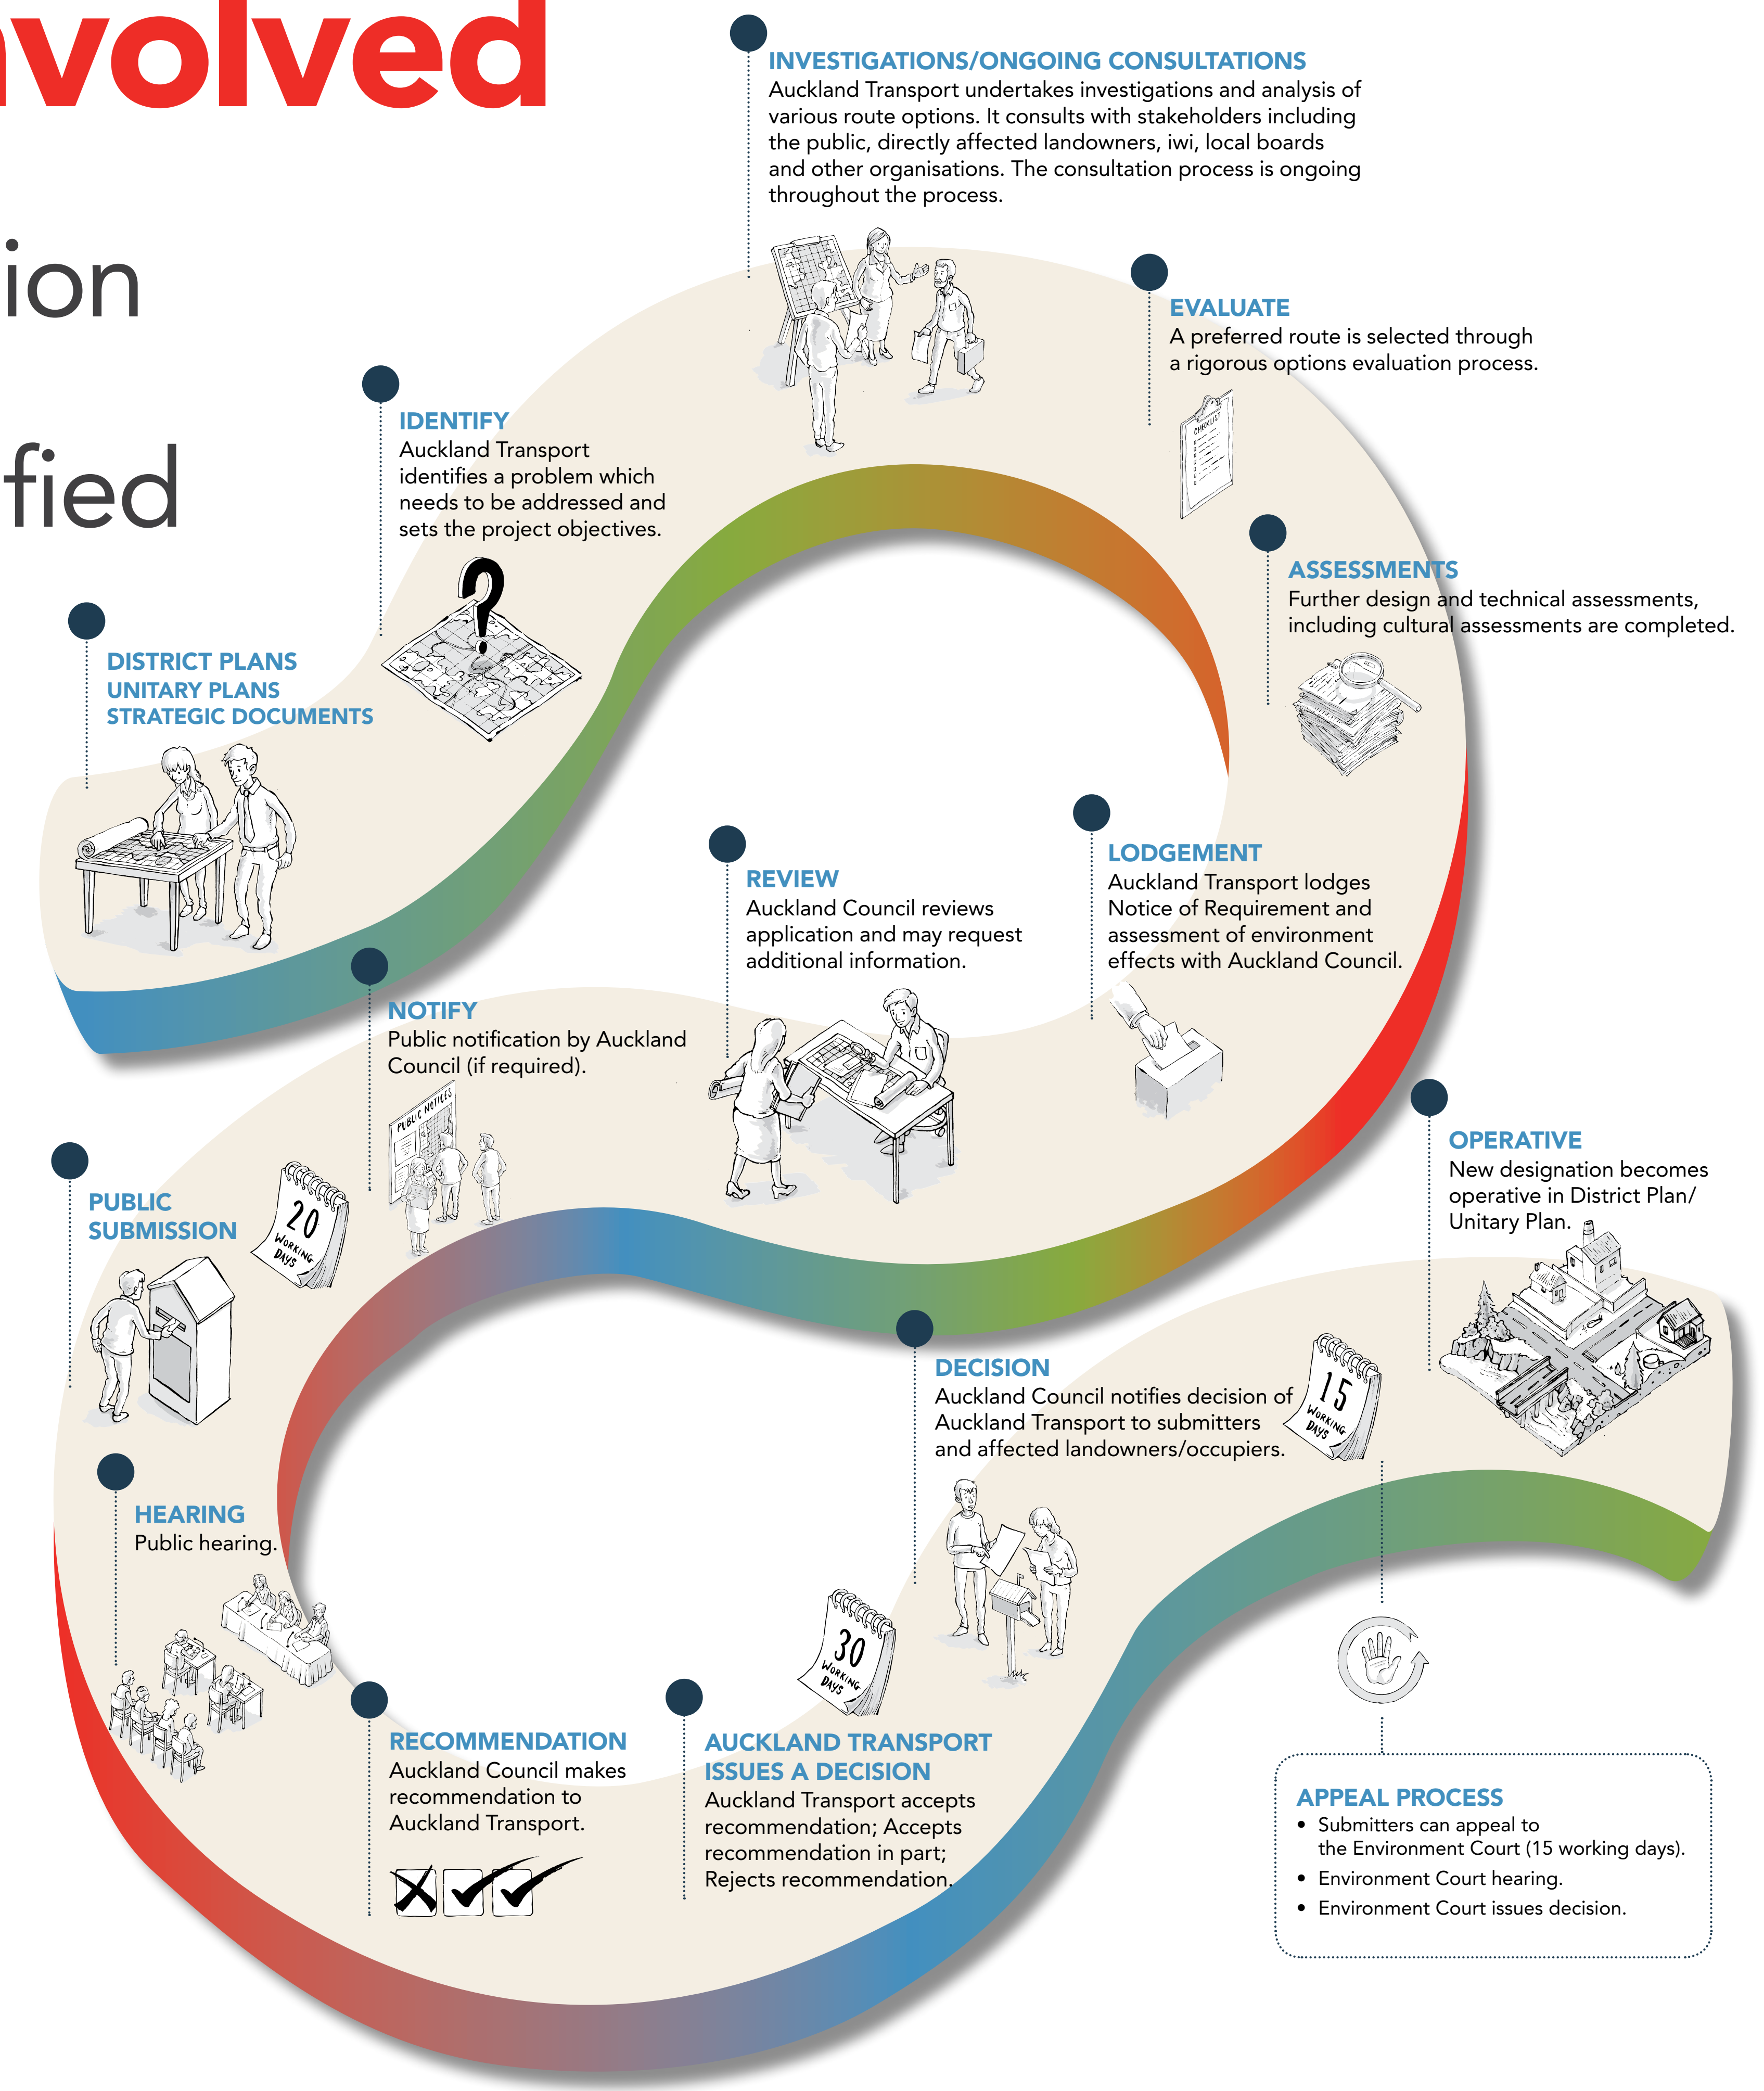 nvolved
ion
fied
INVESTIGATIONS/ONGOING CONSULTATIONS
Auckland Transport undertakes investigations and analysis of
various route options. It consults with stakeholders including
the public, directly affected landowners, iwi, local boards
and other organisations. The consultation process is ongoing
throughout the process.
EVALUATE
A preferred route is selected through
a rigorous options evaluation process.
CHECKLIST
IDENTIFY
Auckland Transport
identifies a problem which
needs to be addressed and
sets the project objectives.
?
ASSESSMENTS
Further design and technical assessments,
including cultural assessments are completed.
DISTRICT PLANS
UNITARY PLANS
STRATEGIC DOCUMENTS
LODGEMENT
Auckland Transport lodges
Notice of Requirement and
assessment of environment
effects with Auckland Council.
REVIEW
Auckland Council reviews
application and may request
additional information.
NOTIFY
Public notification by Auckland
Council (if required).
PUBLIC NOTICES
20
WORKING
DAYS
PUBLIC
SUBMISSION
HEARING
Public hearing.
RECOMMENDATION
Auckland Council makes
recommendation to
Auckland Transport.
AUCKLAND TRANSPORT
ISSUES A DECISION
Auckland Transport accepts
recommendation; Accepts
recommendation in part;
Rejects recommendation.
30
WORKING
DAYS
DECISION
Auckland Council notifies decision of
Auckland Transport to submitters
and affected landowners/occupiers.
15
WORKING
DAYS
OPERATIVE
New designation becomes
operative in District Plan/
Unitary Plan.
APPEAL PROCESS
• Submitters can appeal to
the Environment Court (15 working days).
• Environment Court hearing.
• Environment Court issues decision.